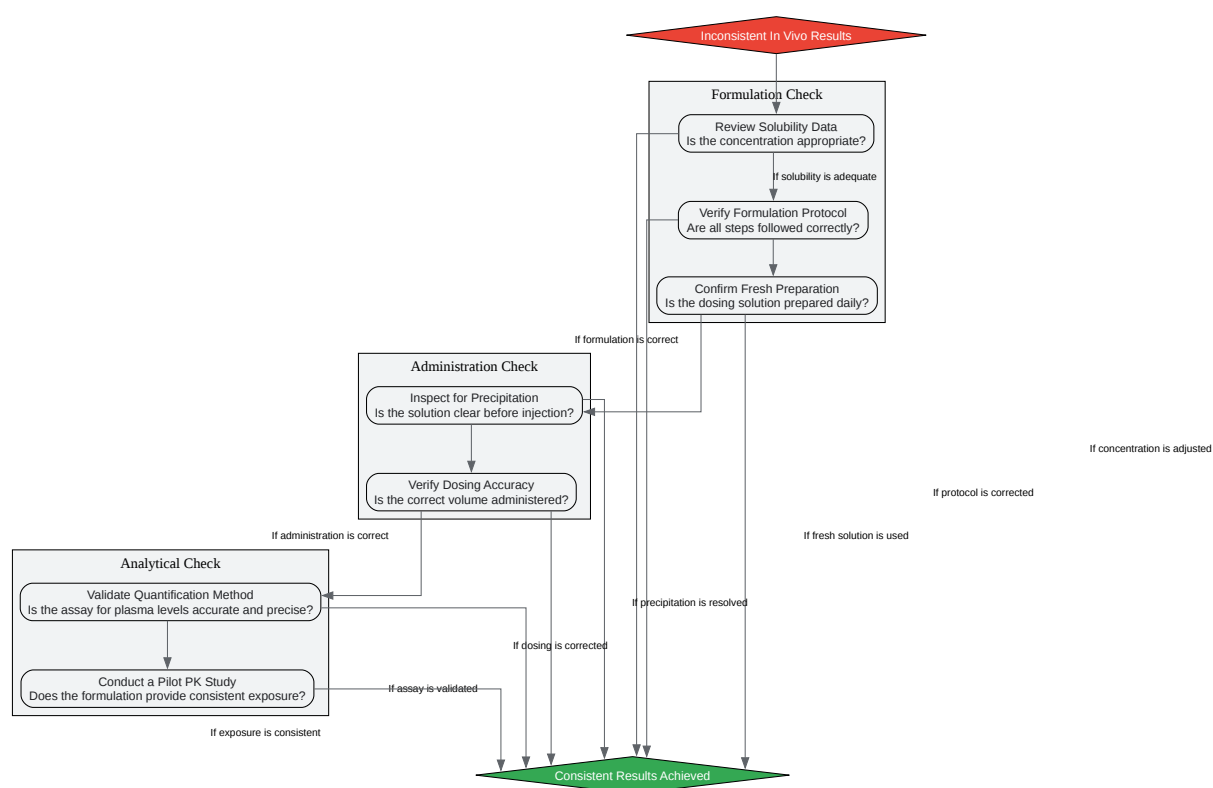 Inconsistent In Vivo Results
Formulation Check
Review Solubility Data
Is the concentration appropriate?
If solubility is adequate
Verify Formulation Protocol
Are all steps followed correctly?
Confirm Fresh Preparation
Is the dosing solution prepared daily?
If formulation is correct
Administration Check
Inspect for Precipitation
Is the solution clear before injection?
If concentration is adjusted
Verify Dosing Accuracy
Is the correct volume administered?
If protocol is corrected
If administration is correct
If fresh solution is used
Analytical Check
Validate Quantification Method
Is the assay for plasma levels accurate and precise?
If precipitation is resolved
If dosing is corrected
Conduct a Pilot PK Study
Does the formulation provide consistent exposure?
If assay is validated
If exposure is consistent
Consistent Results Achieved